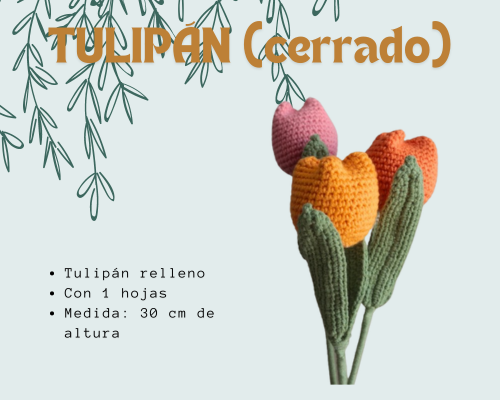 TULIPÁN (cerrado)
• Tulipán relleno
• Con 1 hojas
• Medida: 30 cm de
altura